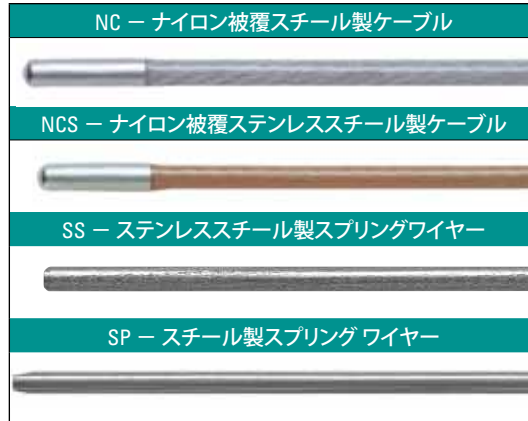 NC － ナイロン被覆スチール製ケーブル
NCS － ナイロン被覆ステンレススチール製ケーブル
SS － ステンレススチール製スプリングワイヤー
SP － スチール製スプリング ワイヤー